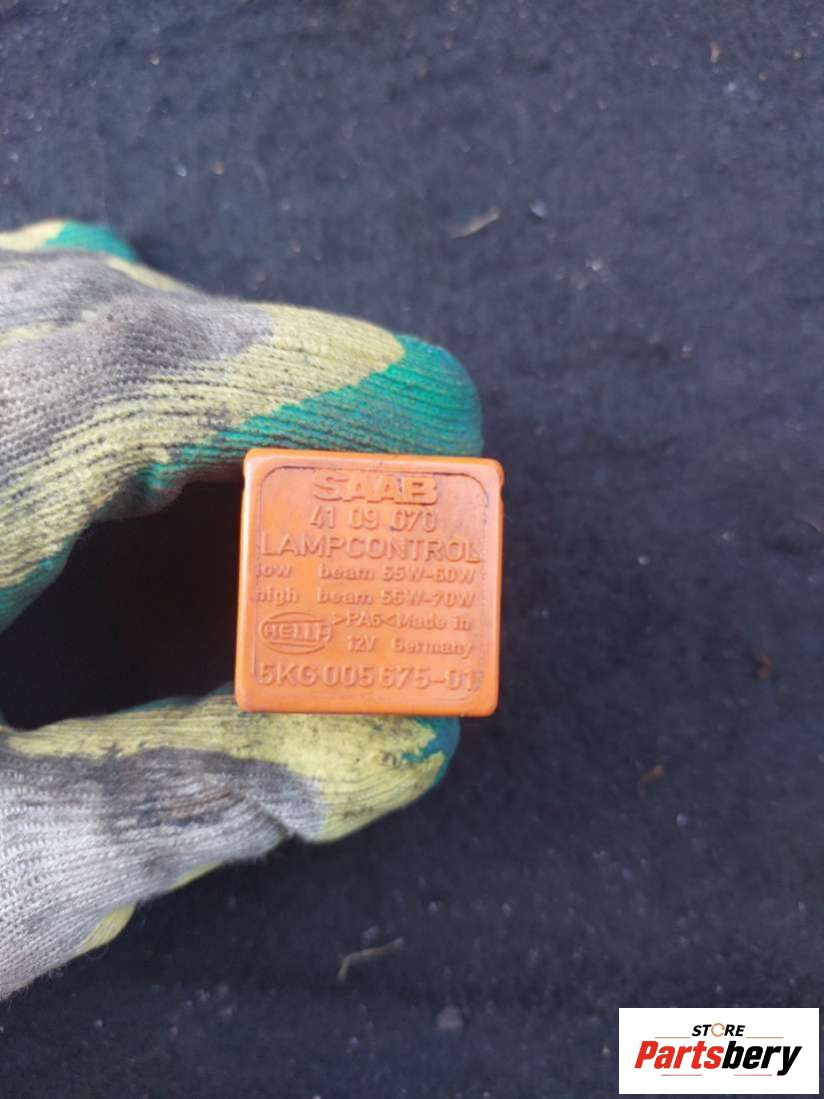 SAAB
41 09 070
LAMPCONTROL
low beam 55W-60W
high beam 55W-70W
>PA6<Made in
HELLA 12V Germany
5KG 005 675-01
STORE
Partsbery